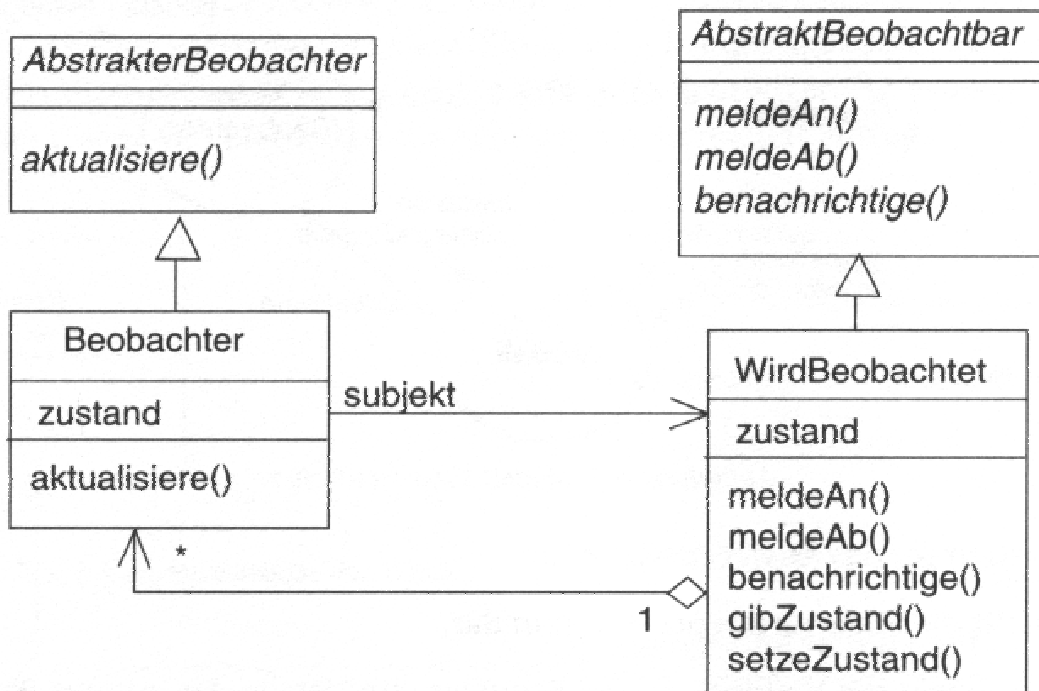 AbstrakterBeobachter
aktualisiere()
AbstraktBeobachtbar
meldeAn()
meldeAb()
benachrichtige()
Beobachter
zustand
aktualisiere()
subjekt
*
1
WirdBeobachtet
zustand
meldeAn()
meldeAb()
benachrichtige()
gibZustand()
setzeZustand()